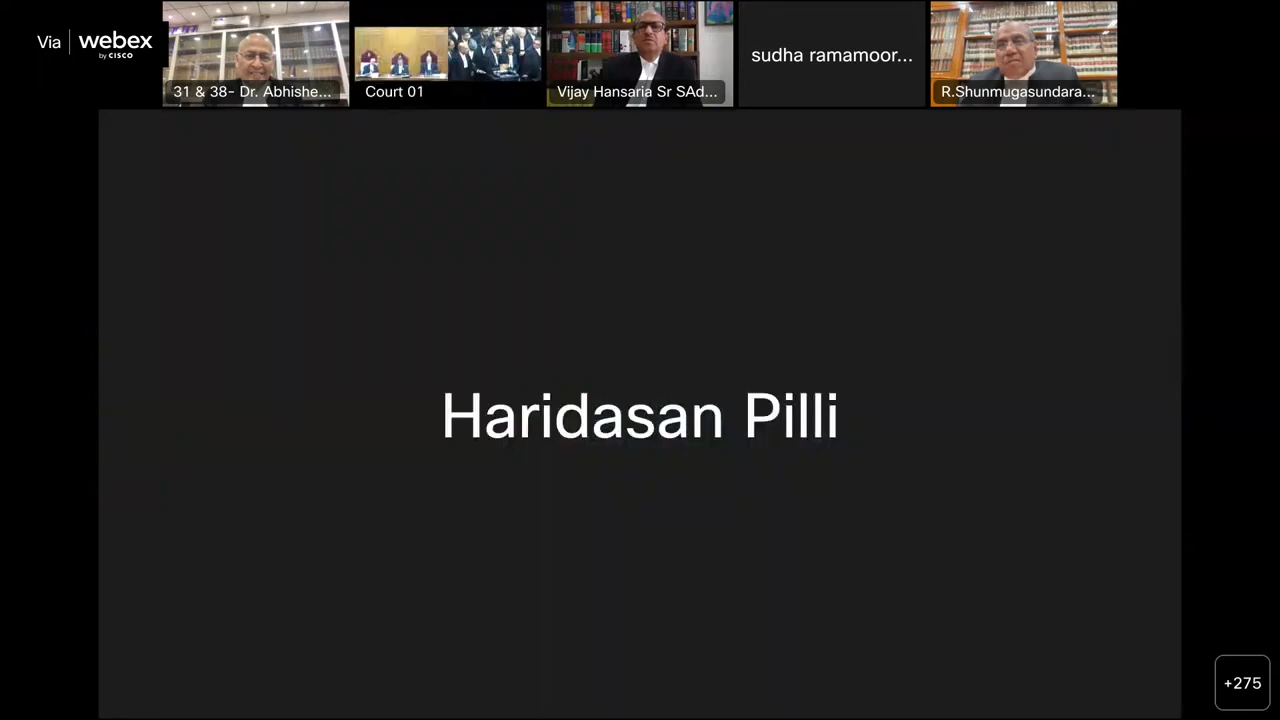 Via webex
by CISCO
31 & 38- Dr. Abhishe...
Court 01
Vijay Hansaria Sr SAd...
sudha ramamoor...
R.Shunmugasundara...
Haridasan Pilli
+275